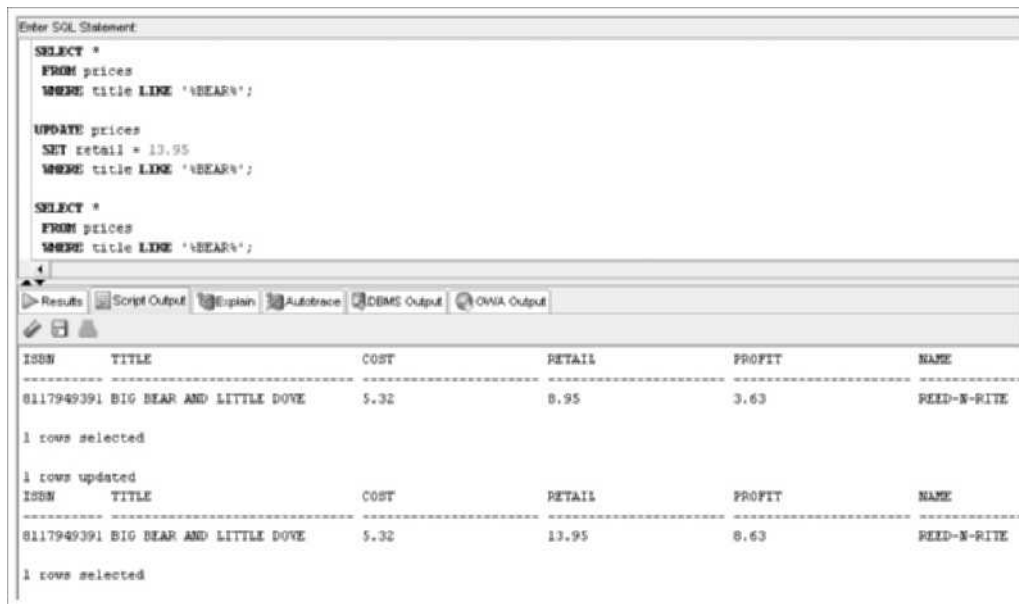 Enter SQL Statement:
SELECT *
FROM prices
WHERE title LIKE '%BEAR%';
UPDATE prices
SET retail = 13.95
WHERE title LIKE '%BEAR%';
SELECT *
FROM prices
WHERE title LIKE '%BEAR%';
Results Script Output Explain Autotrace DBMS Output OWA Output
ISBN TITLE COST RETAIL PROFIT NAME
8117949391 BIG BEAR AND LITTLE DOVE 5.32 8.95 3.63 REED-N-RITE
1 rows selected
1 rows updated
ISBN TITLE COST RETAIL PROFIT NAME
8117949391 BIG BEAR AND LITTLE DOVE 5.32 13.95 8.63 REED-N-RITE
1 rows selected